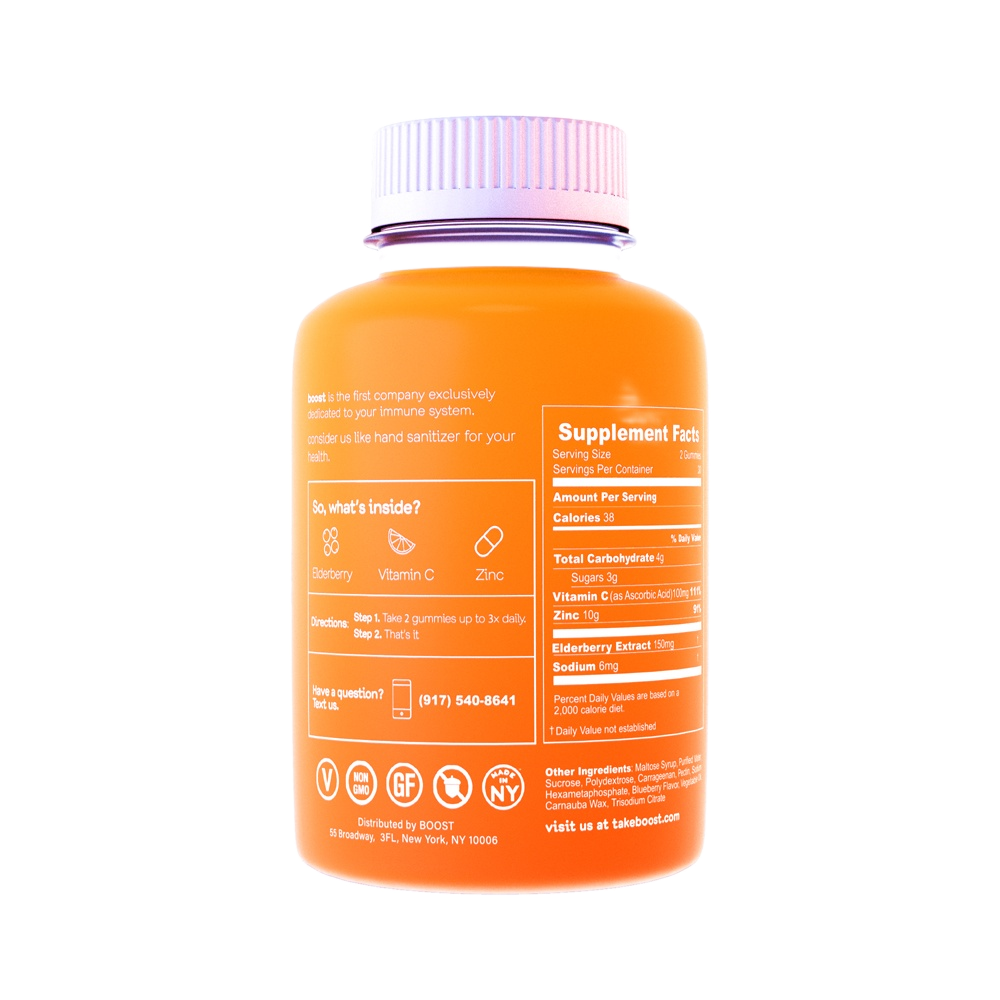 boost is the first company exclusively
dedicated to your immune system.
consider us like hand sanitizer for your
health.
So, what's inside?
Elderberry Vitamin C Zinc
Directions: Step 1. Take 2 gummies up to 3x daily.
Step 2. That's it
Have a question?
Text us.
(917) 540-8641
V
NON
GMO
GF
MADE
IN
NY
Distributed by BOOST
55 Broadway, 3FL, New York, NY 10006
Supplement Facts
Serving Size 2 Gummies
Servings Per Container
Amount Per Serving
Calories 38
% Daily Value
Total Carbohydrate 4g
Sugars 3g
Vitamin C (as Ascorbic Acid) 100mg 111%
Zinc 10g 91%
Elderberry Extract 150mg
Sodium 6mg
Percent Daily Values are based on a
2,000 calorie diet.
† Daily Value not established
Other Ingredients: Maltose Syrup, Purified
Sucrose, Polydextrose, Carrageenan, Pectin,
Hexametaphosphate, Blueberry Flavor, Vegetable
Carnauba Wax, Trisodium Citrate
visit us at takeboost.com